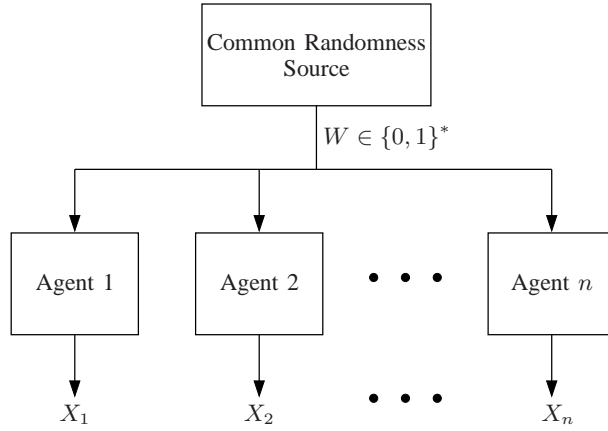 Common Randomness
Source
W ∈ {0, 1}*
Agent 1
Agent 2
Agent n
X₁
X₂
Xₙ